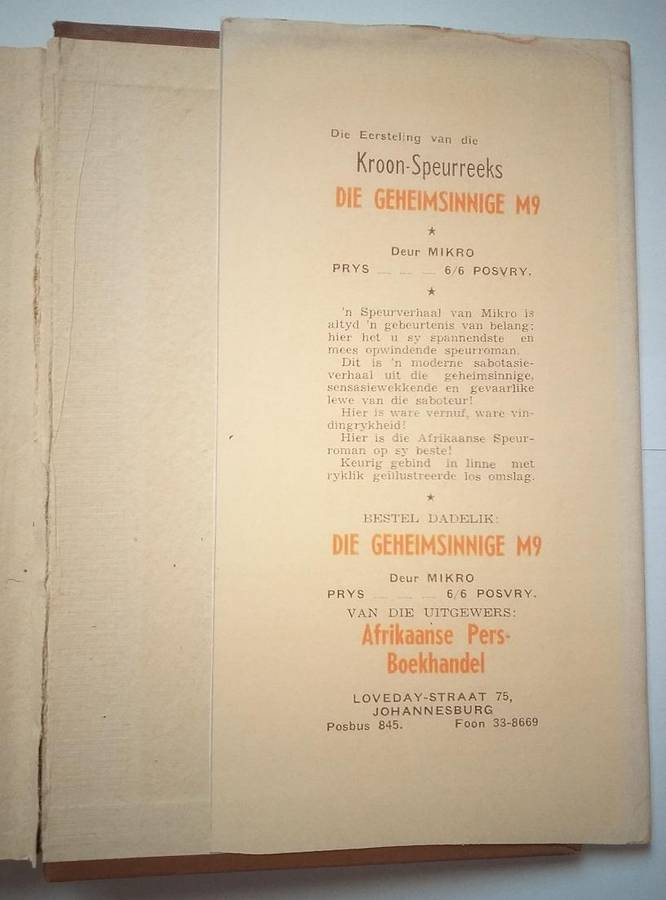 Die Eersteling van die
Kroon-Speurreeks
DIE GEHEIMSINNIGE M9
★
Deur MIKRO
PRYS ... ... ... 6/6 POSVRY.
★
'n Speurverhaal van Mikro is
altyd 'n gebeurtenis van belang;
hier het u sy spannendste en
mees opwindende speurroman.
Dit is 'n moderne sabotasie-
verhaal uit die geheimsinnige,
sensasiewekkende en gevaarlike
lewe van die saboteur!
Hier is ware vernuf, ware vin-
dingrykheid!
Hier is die Afrikaanse Speur-
roman op sy beste!
Keurig gebind in linne met
ryklik geïllustreerde los omslag.
★
BESTEL DADELIK:
DIE GEHEIMSINNIGE M9
Deur MIKRO
PRYS ... ... ... 6/6 POSVRY.
VAN DIE UITGEWERS:
Afrikaanse Pers-
Boekhandel
LOVEDAY-STRAAT 75,
JOHANNESBURG
Posbus 845. Foon 33-8669